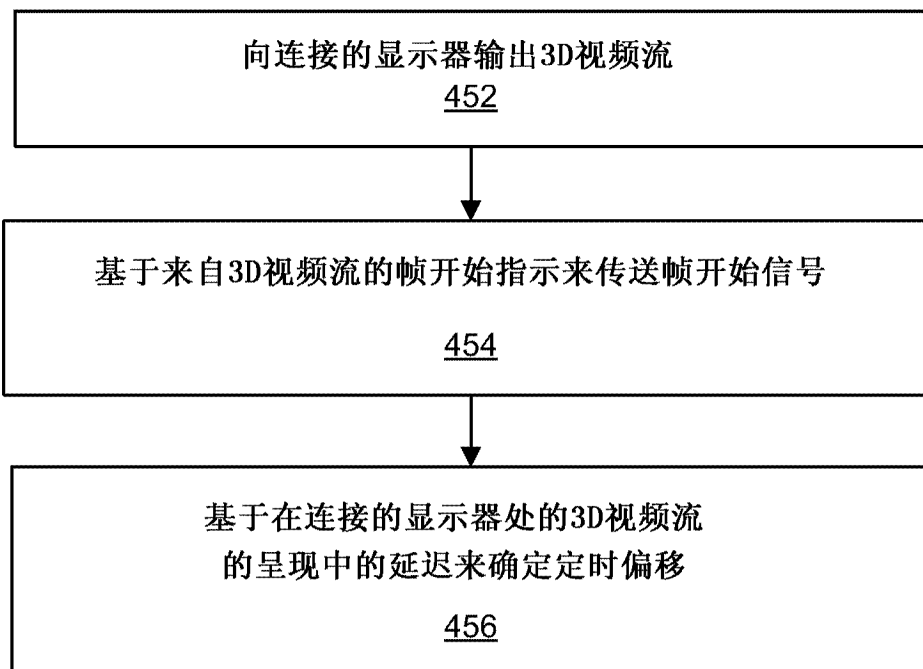 向连接的显示器输出3D视频流
452
基于来自3D视频流的帧开始指示来传送帧开始信号
454
基于在连接的显示器处的3D视频流
的呈现中的延迟来确定定时偏移
456